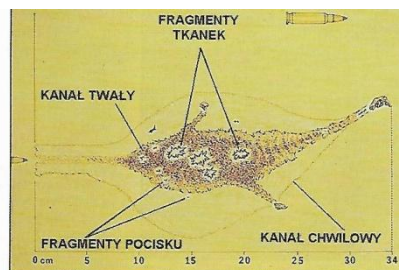 FRAGMENTY
TKANEK
KANAŁ TWAŁY
FRAGMENTY POCISKU
KANAŁ CHWILOWY
0 cm 5 10 15 20 25 30 34